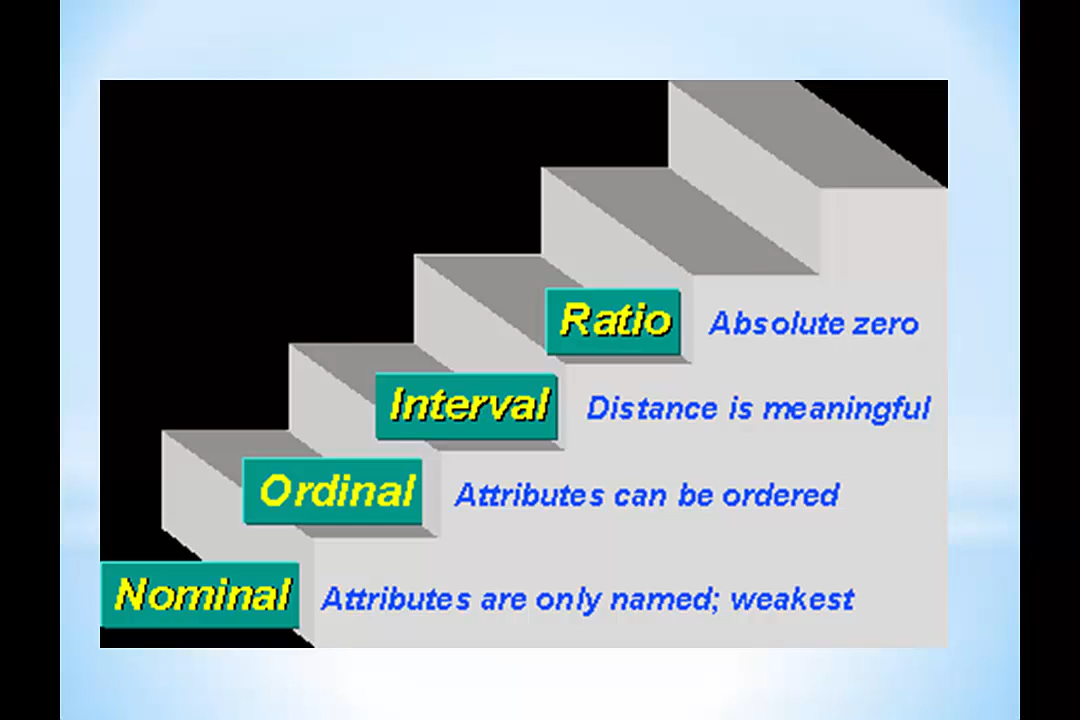 Ratio Absolute zero
Interval Distance is meaningful
Ordinal Attributes can be ordered
Nominal Attributes are only named; weakest